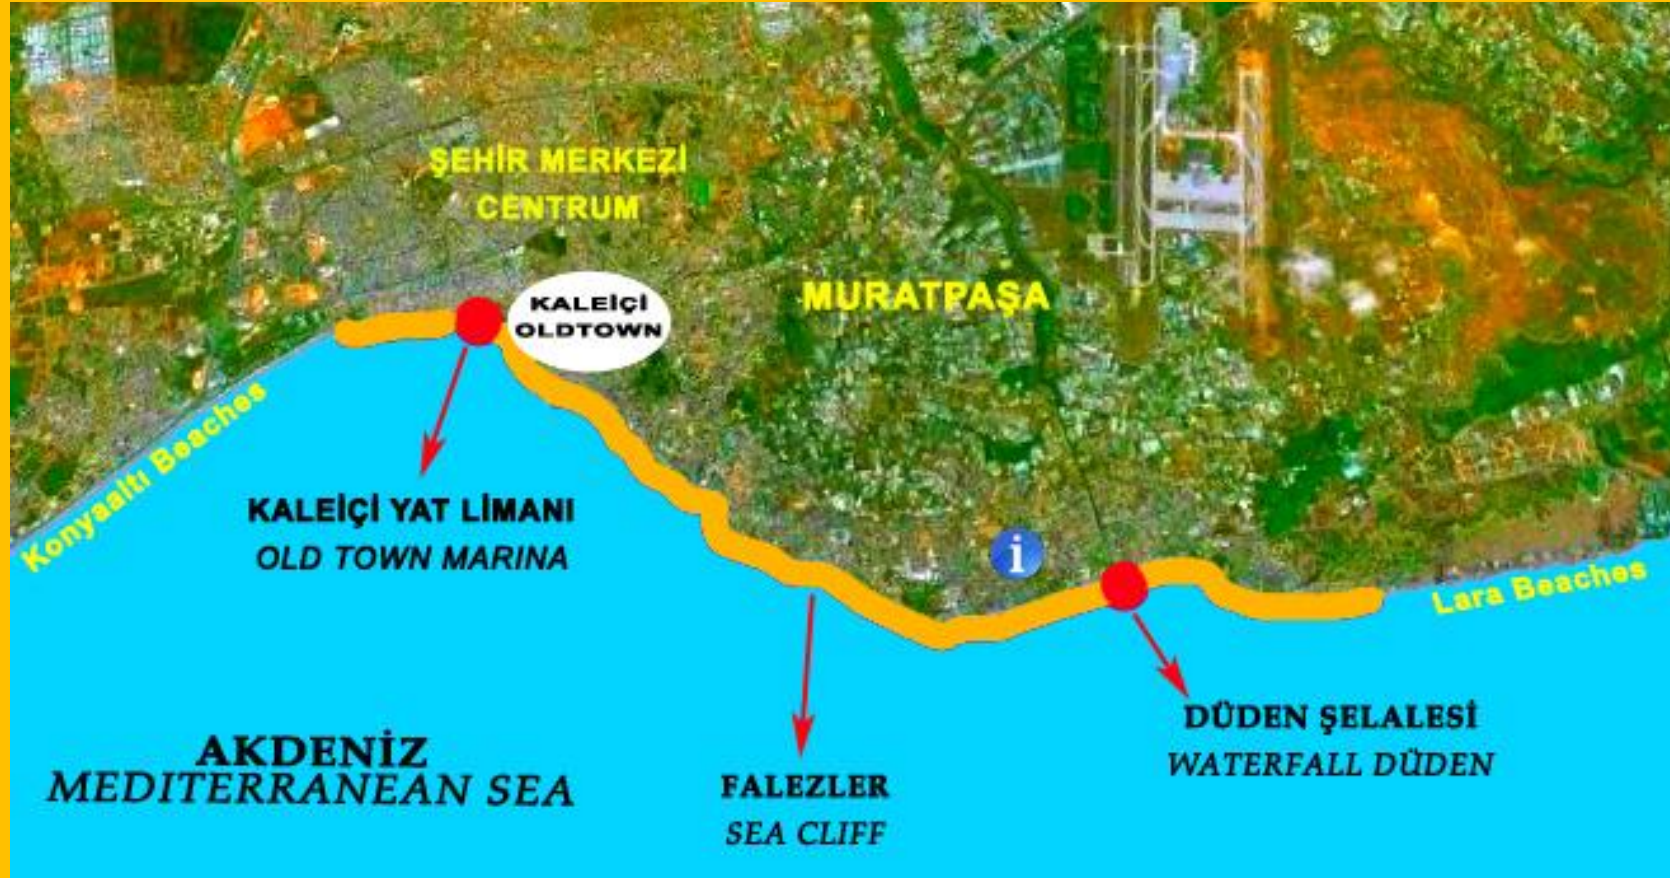 ŞEHİR MERKEZİ
CENTRUM
KALEİÇİ
OLDTOWN
MURATPAŞA
Konyaaltı Beaches
KALEİÇİ YAT LİMANI
OLD TOWN MARINA
i
Lara Beaches
DÜDEN ŞELALESİ
WATERFALL DÜDEN
AKDENİZ
MEDITERRANEAN SEA
FALEZLER
SEA CLIFF